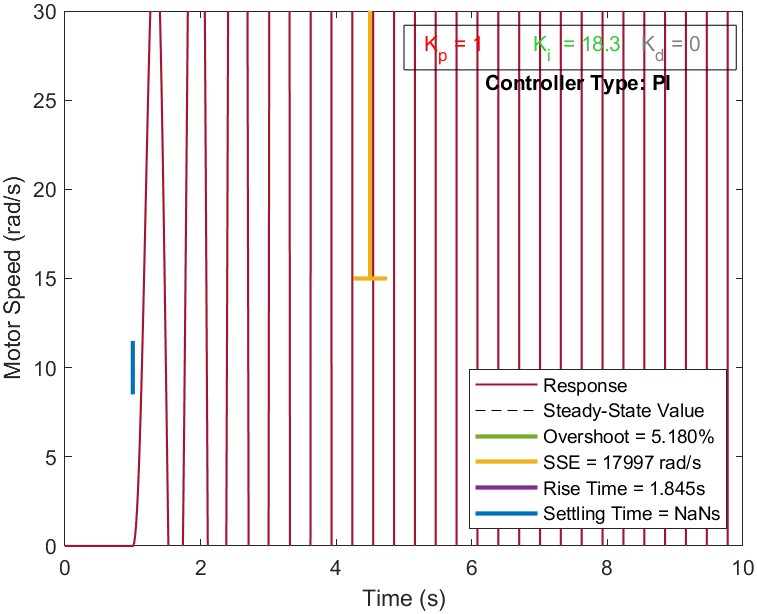 30
25
20
15
10
5
0
Motor Speed (rad/s)
Kp = 1 Ki = 18.3 Kd = 0
Controller Type: PI
Response
Steady-State Value
Overshoot = 5.180%
SSE = 17997 rad/s
Rise Time = 1.845s
Settling Time = NaNs
0 2 4 6 8 10
Time (s)